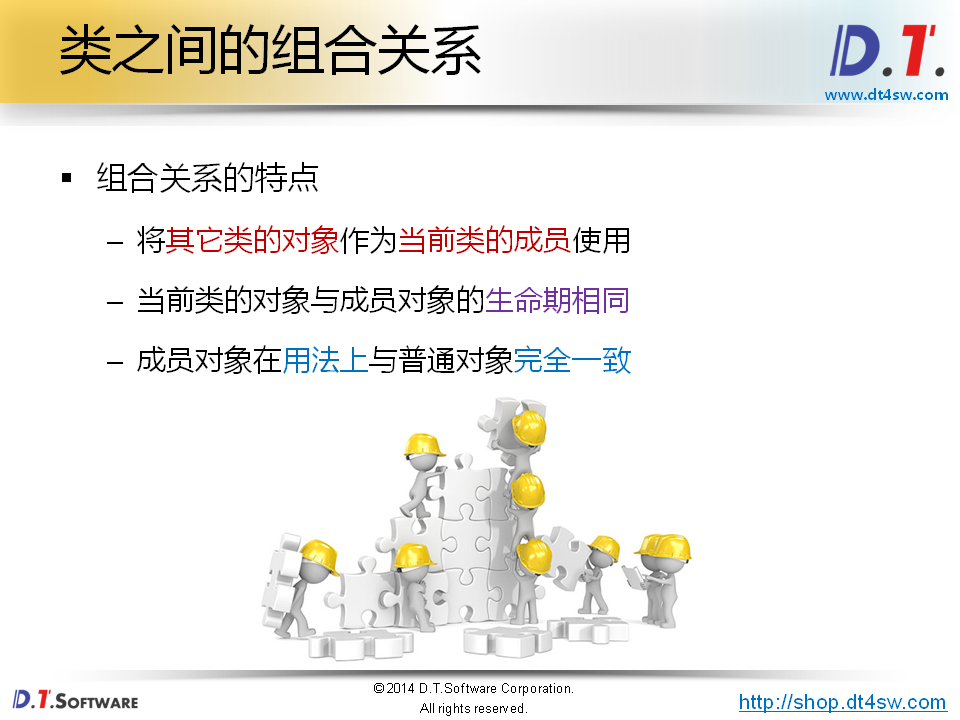 类之间的组合关系
D.T.
www.dt4sw.com
▪ 组合关系的特点
– 将其它类的对象作为当前类的成员使用
– 当前类的对象与成员对象的生命期相同
– 成员对象在用法上与普通对象完全一致
D.T.SOFTWARE
©2014 D.T.Software Corporation.
All rights reserved.
http://shop.dt4sw.com